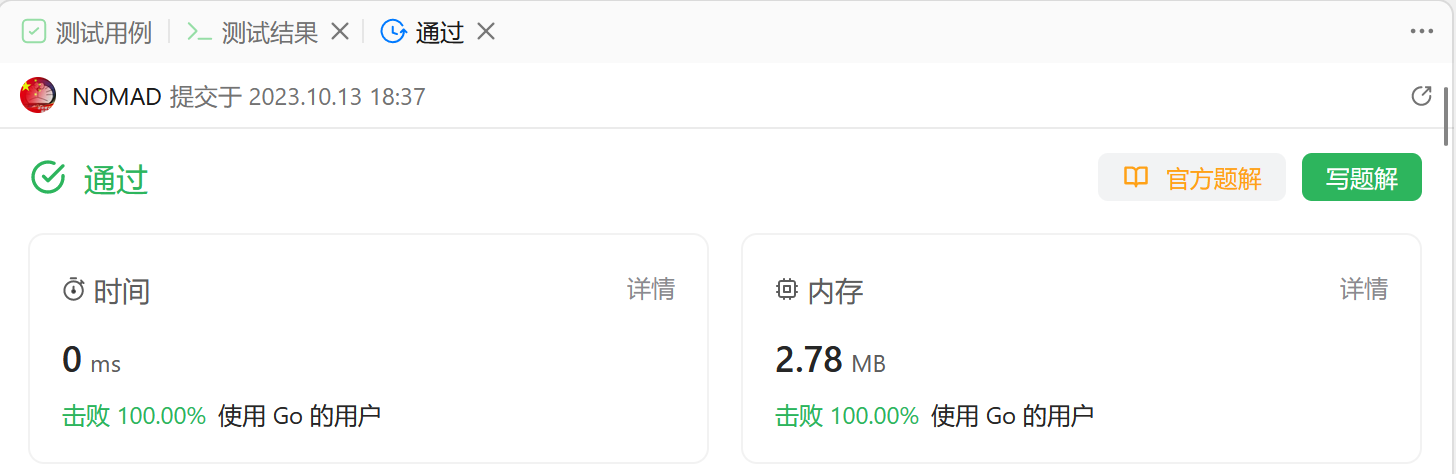 测试用例 测试结果 通过
NOMAD 提交于 2023.10.13 18:37
通过 官方题解 写题解
时间 详情
0 ms
击败 100.00% 使用 Go 的用户
内存 详情
2.78 MB
击败 100.00% 使用 Go 的用户